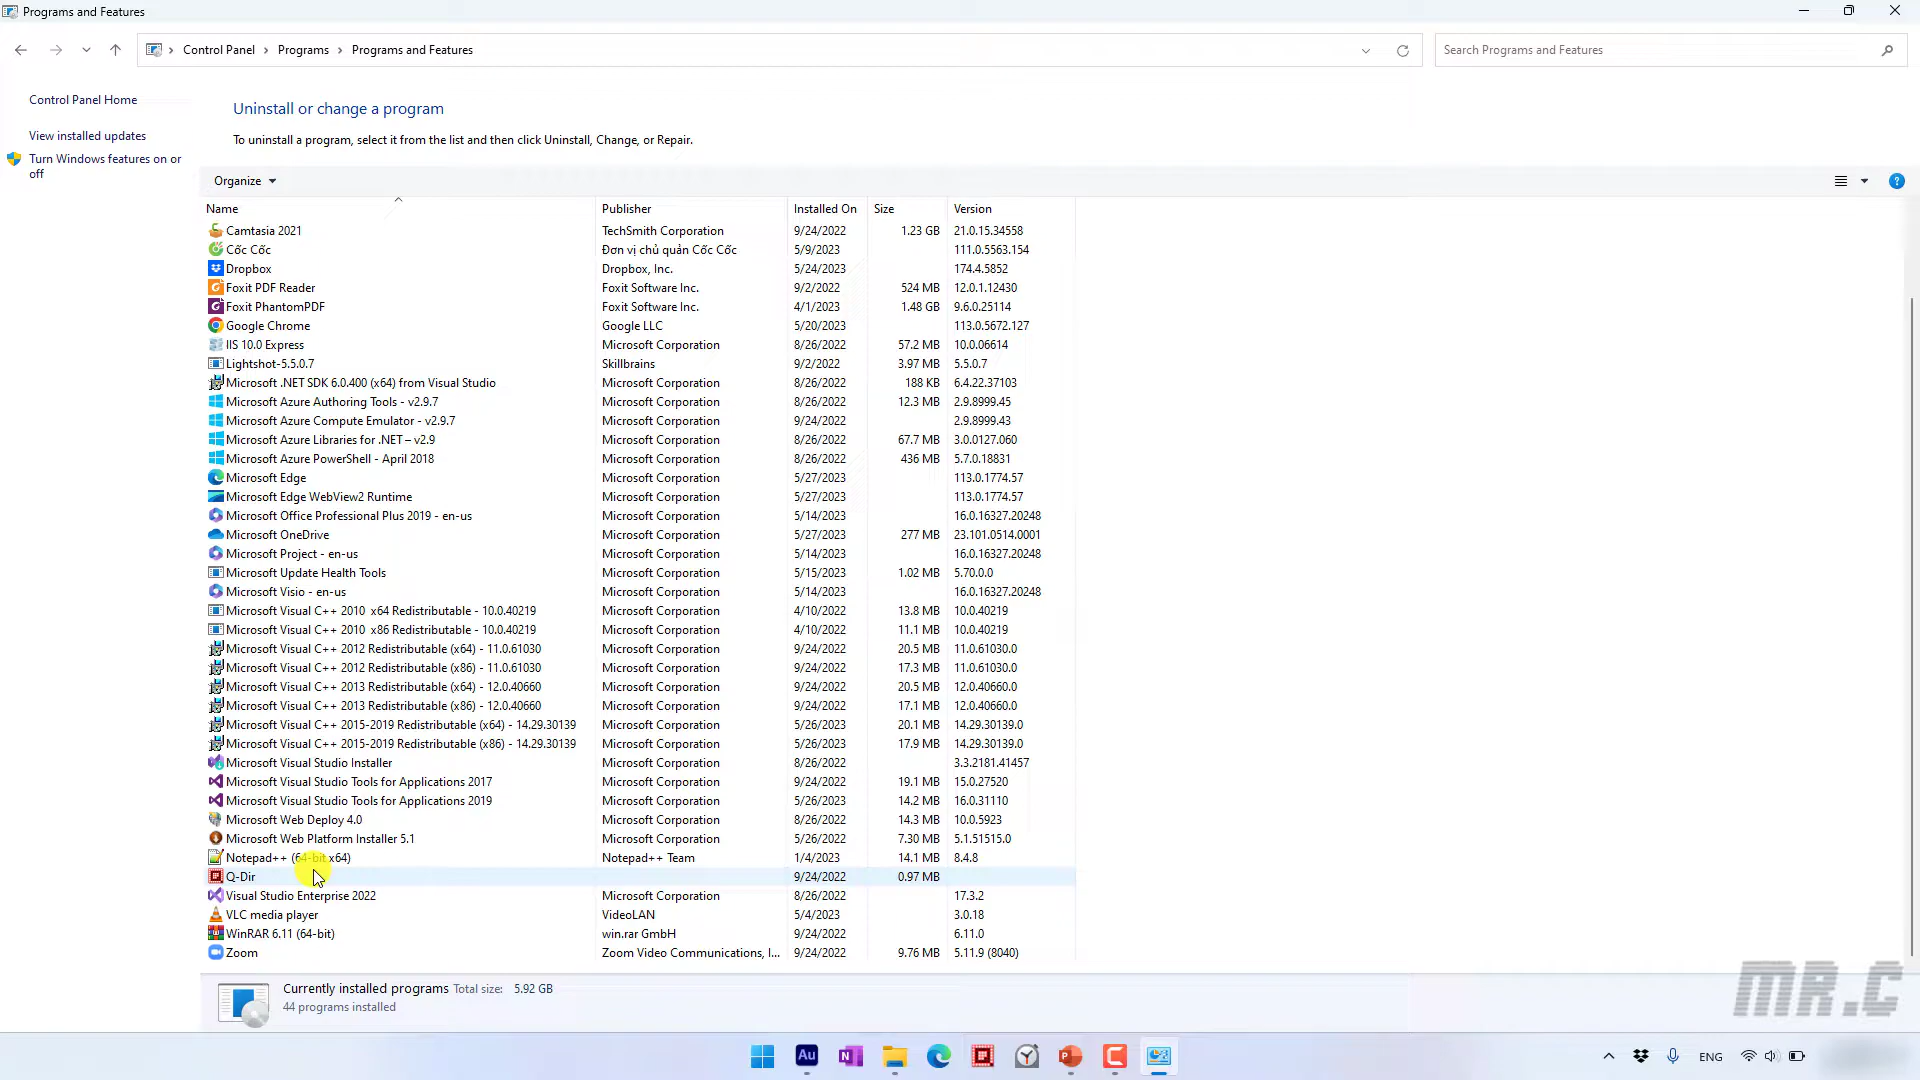 Programs and Features
Control Panel Programs Programs and Features
Search Programs and Features
Control Panel Home
View installed updates
Turn Windows features on or
off
Uninstall or change a program
To uninstall a program, select it from the list and then click Uninstall, Change, or Repair.
Organize
Name Publisher Installed On Size Version
Camtasia 2021 TechSmith Corporation 9/24/2022 1.23 GB 21.0.15.34558
Cốc Cốc Đơn vị chủ quản Cốc Cốc 5/9/2023 111.0.5563.154
Dropbox Dropbox, Inc. 5/24/2023 174.4.5852
Foxit PDF Reader Foxit Software Inc. 9/2/2022 524 MB 12.0.1.12430
Foxit PhantomPDF Foxit Software Inc. 4/1/2023 1.48 GB 9.6.0.25114
Google Chrome Google LLC 5/20/2023 113.0.5672.127
IIS 10.0 Express Microsoft Corporation 8/26/2022 57.2 MB 10.0.06614
Lightshot-5.5.0.7 Skillbrains 9/2/2022 3.97 MB 5.5.0.7
Microsoft .NET SDK 6.0.400 (x64) from Visual Studio Microsoft Corporation 8/26/2022 188 KB 6.4.22.37103
Microsoft Azure Authoring Tools - v2.9.7 Microsoft Corporation 8/26/2022 12.3 MB 2.9.8999.45
Microsoft Azure Compute Emulator - v2.9.7 Microsoft Corporation 9/24/2022 2.9.8999.43
Microsoft Azure Libraries for .NET – v2.9 Microsoft Corporation 8/26/2022 67.7 MB 3.0.0127.060
Microsoft Azure PowerShell - April 2018 Microsoft Corporation 8/26/2022 436 MB 5.7.0.18831
Microsoft Edge Microsoft Corporation 5/27/2023 113.0.1774.57
Microsoft Edge WebView2 Runtime Microsoft Corporation 5/27/2023 113.0.1774.57
Microsoft Office Professional Plus 2019 - en-us Microsoft Corporation 5/14/2023 16.0.16327.20248
Microsoft OneDrive Microsoft Corporation 5/27/2023 277 MB 23.101.0514.0001
Microsoft Project - en-us Microsoft Corporation 5/14/2023 16.0.16327.20248
Microsoft Update Health Tools Microsoft Corporation 5/15/2023 1.02 MB 5.70.0.0
Microsoft Visio - en-us Microsoft Corporation 5/14/2023 16.0.16327.20248
Microsoft Visual C++ 2010 x64 Redistributable - 10.0.40219 Microsoft Corporation 4/10/2022 13.8 MB 10.0.40219
Microsoft Visual C++ 2010 x86 Redistributable - 10.0.40219 Microsoft Corporation 4/10/2022 11.1 MB 10.0.40219
Microsoft Visual C++ 2012 Redistributable (x64) - 11.0.61030 Microsoft Corporation 9/24/2022 20.5 MB 11.0.61030.0
Microsoft Visual C++ 2012 Redistributable (x86) - 11.0.61030 Microsoft Corporation 9/24/2022 17.3 MB 11.0.61030.0
Microsoft Visual C++ 2013 Redistributable (x64) - 12.0.40660 Microsoft Corporation 9/24/2022 20.5 MB 12.0.40660.0
Microsoft Visual C++ 2013 Redistributable (x86) - 12.0.40660 Microsoft Corporation 9/24/2022 17.1 MB 12.0.40660.0
Microsoft Visual C++ 2015-2019 Redistributable (x64) - 14.29.30139 Microsoft Corporation 5/26/2023 20.1 MB 14.29.30139.0
Microsoft Visual C++ 2015-2019 Redistributable (x86) - 14.29.30139 Microsoft Corporation 5/26/2023 17.9 MB 14.29.30139.0
Microsoft Visual Studio Installer Microsoft Corporation 8/26/2022 3.3.2181.41457
Microsoft Visual Studio Tools for Applications 2017 Microsoft Corporation 9/24/2022 19.1 MB 15.0.27520
Microsoft Visual Studio Tools for Applications 2019 Microsoft Corporation 5/26/2023 14.2 MB 16.0.31110
Microsoft Web Deploy 4.0 Microsoft Corporation 8/26/2022 14.3 MB 10.0.5923
Microsoft Web Platform Installer 5.1 Microsoft Corporation 5/26/2022 7.30 MB 5.1.51515.0
Notepad++ (64-bit x64) Notepad++ Team 1/4/2023 14.1 MB 8.4.8
Q-Dir 9/24/2022 0.97 MB
Visual Studio Enterprise 2022 Microsoft Corporation 8/26/2022 17.3.2
VLC media player VideoLAN 5/4/2023 3.0.18
WinRAR 6.11 (64-bit) win.rar GmbH 9/24/2022 6.11.0
Zoom Zoom Video Communications, I... 9/24/2022 9.76 MB 5.11.9 (8040)
Currently installed programs Total size: 5.92 GB
44 programs installed
MR.C
Au N P C ENG